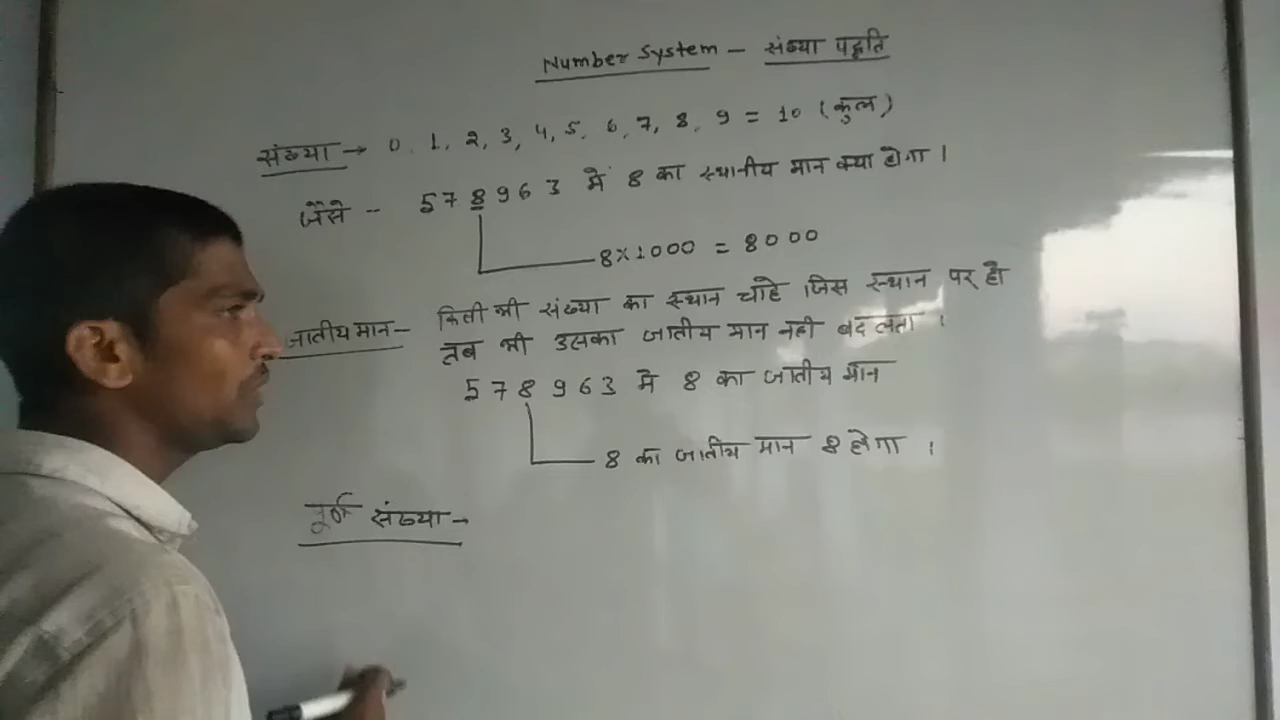 Number System – संख्या पद्दति
संख्या → 0, 1, 2, 3, 4, 5, 6, 7, 8, 9 = 10 (कुल)
जैसे -- 578963 में 8 का स्थानीय मान क्या होगा।
8×1000 = 8000
जातीय मान – किसी भी संख्या का स्थान चाहे जिस स्थान पर हो
तब भी उसका जातीय मान नही बदलता।
578963 मे 8 का जातीय मान
8 का जातीय मान 8 होगा ।
पूर्ण संख्या →